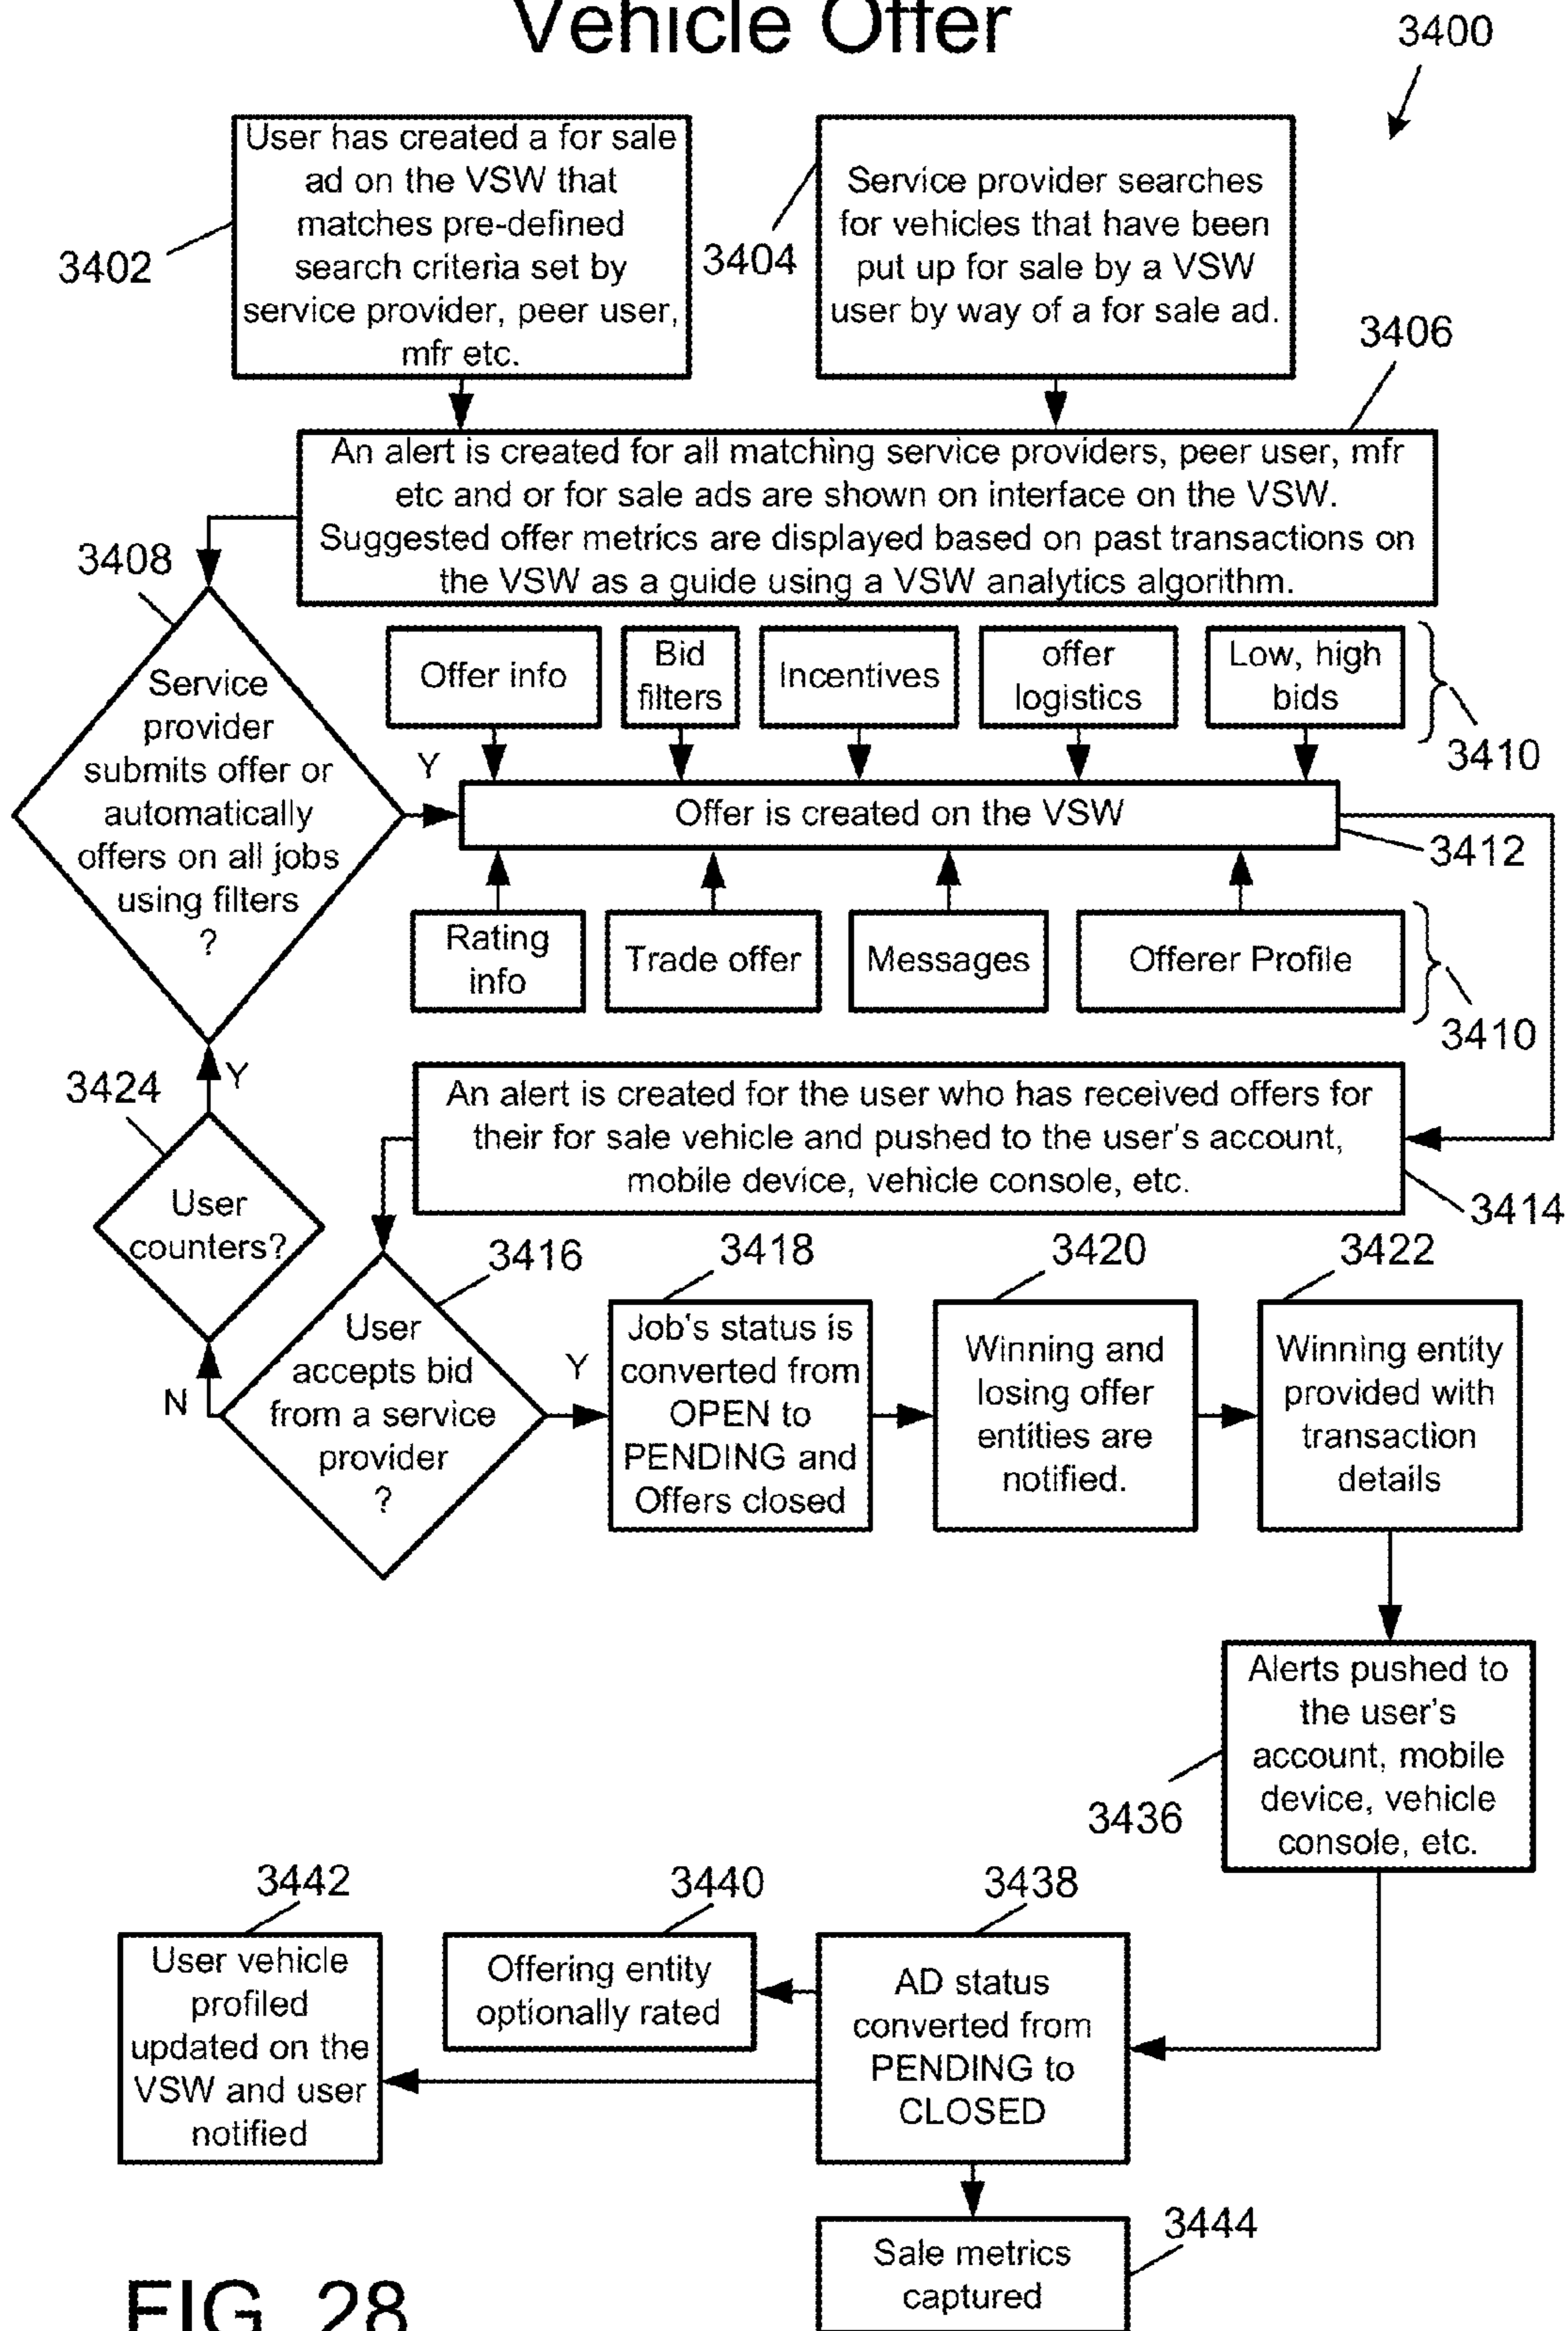 Vehicle Offer
3400
User has created a for sale
ad on the VSW that
matches pre-defined
search criteria set by
service provider, peer user,
mfr etc.
3402
Service provider searches
for vehicles that have been
put up for sale by a VSW
user by way of a for sale ad.
3404
3406
An alert is created for all matching service providers, peer user, mfr
etc and or for sale ads are shown on interface on the VSW.
Suggested offer metrics are displayed based on past transactions on
the VSW as a guide using a VSW analytics algorithm.
3408
Service
provider
submits offer or
automatically
offers on all jobs
using filters
?
Y
Offer info
Bid
filters
Incentives
offer
logistics
Low, high
bids
3410
Offer is created on the VSW
3412
Rating
info
Trade offer
Messages
Offerer Profile
3410
3424
Y
User
counters?
An alert is created for the user who has received offers for
their for sale vehicle and pushed to the user's account,
mobile device, vehicle console, etc.
3414
3416
User
accepts bid
from a service
provider
?
N
Y
3418
Job's status is
converted from
OPEN to
PENDING and
Offers closed
3420
Winning and
losing offer
entities are
notified.
3422
Winning entity
provided with
transaction
details
Alerts pushed to
the user's
account, mobile
device, vehicle
console, etc.
3436
3442
User vehicle
profiled
updated on the
VSW and user
notified
3440
Offering entity
optionally rated
3438
AD status
converted from
PENDING to
CLOSED
3444
Sale metrics
captured
FIG. 28